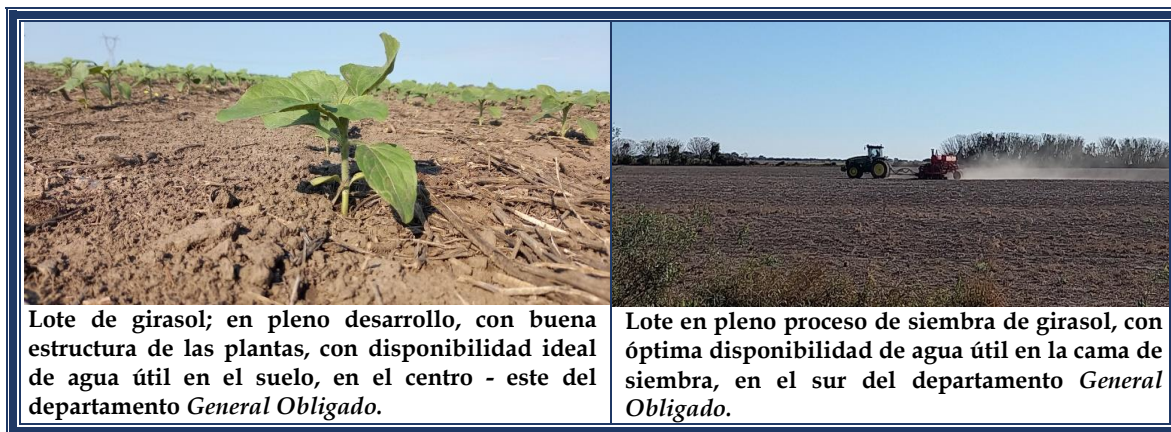 Lote de girasol; en pleno desarrollo, con buena
estructura de las plantas, con disponibilidad ideal
de agua útil en el suelo, en el centro - este del
departamento General Obligado.
Lote en pleno proceso de siembra de girasol, con
óptima disponibilidad de agua útil en la cama de
siembra, en el sur del departamento General
Obligado.